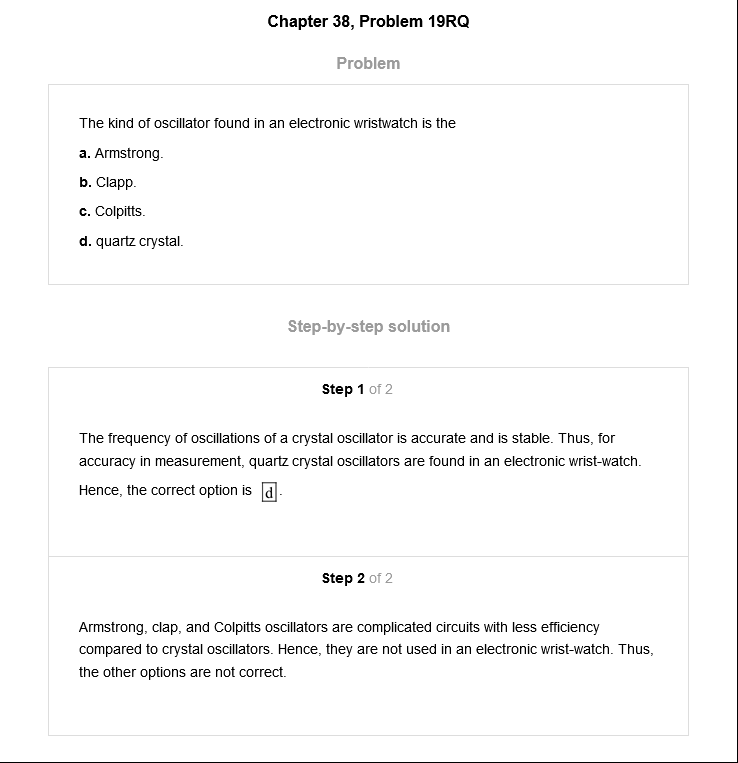 Chapter 38, Problem 19RQ
Problem
The kind of oscillator found in an electronic wristwatch is the
a. Armstrong.
b. Clapp.
c. Colpitts.
d. quartz crystal.
Step-by-step solution
Step 1 of 2
The frequency of oscillations of a crystal oscillator is accurate and is stable. Thus, for
accuracy in measurement, quartz crystal oscillators are found in an electronic wrist-watch.
Hence, the correct option is d.
Step 2 of 2
Armstrong, clap, and Colpitts oscillators are complicated circuits with less efficiency
compared to crystal oscillators. Hence, they are not used in an electronic wrist-watch. Thus,
the other options are not correct.